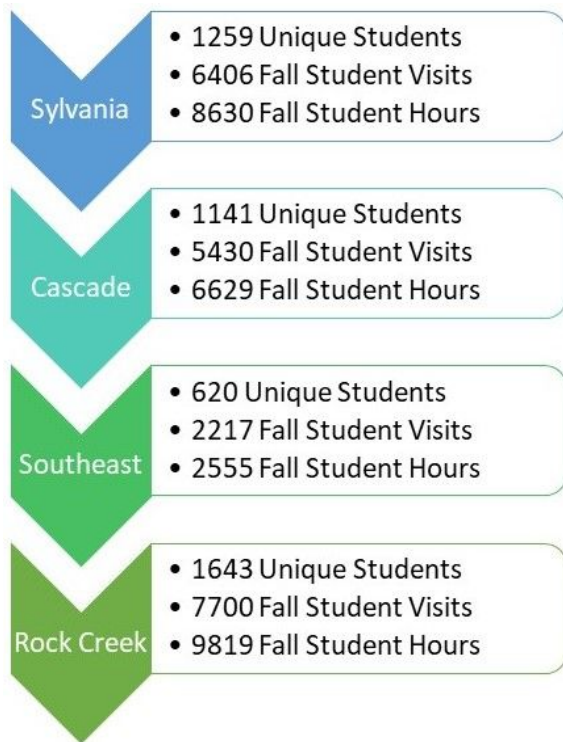 Sylvania
• 1259 Unique Students
• 6406 Fall Student Visits
• 8630 Fall Student Hours
Cascade
• 1141 Unique Students
• 5430 Fall Student Visits
• 6629 Fall Student Hours
Southeast
• 620 Unique Students
• 2217 Fall Student Visits
• 2555 Fall Student Hours
Rock Creek
• 1643 Unique Students
• 7700 Fall Student Visits
• 9819 Fall Student Hours